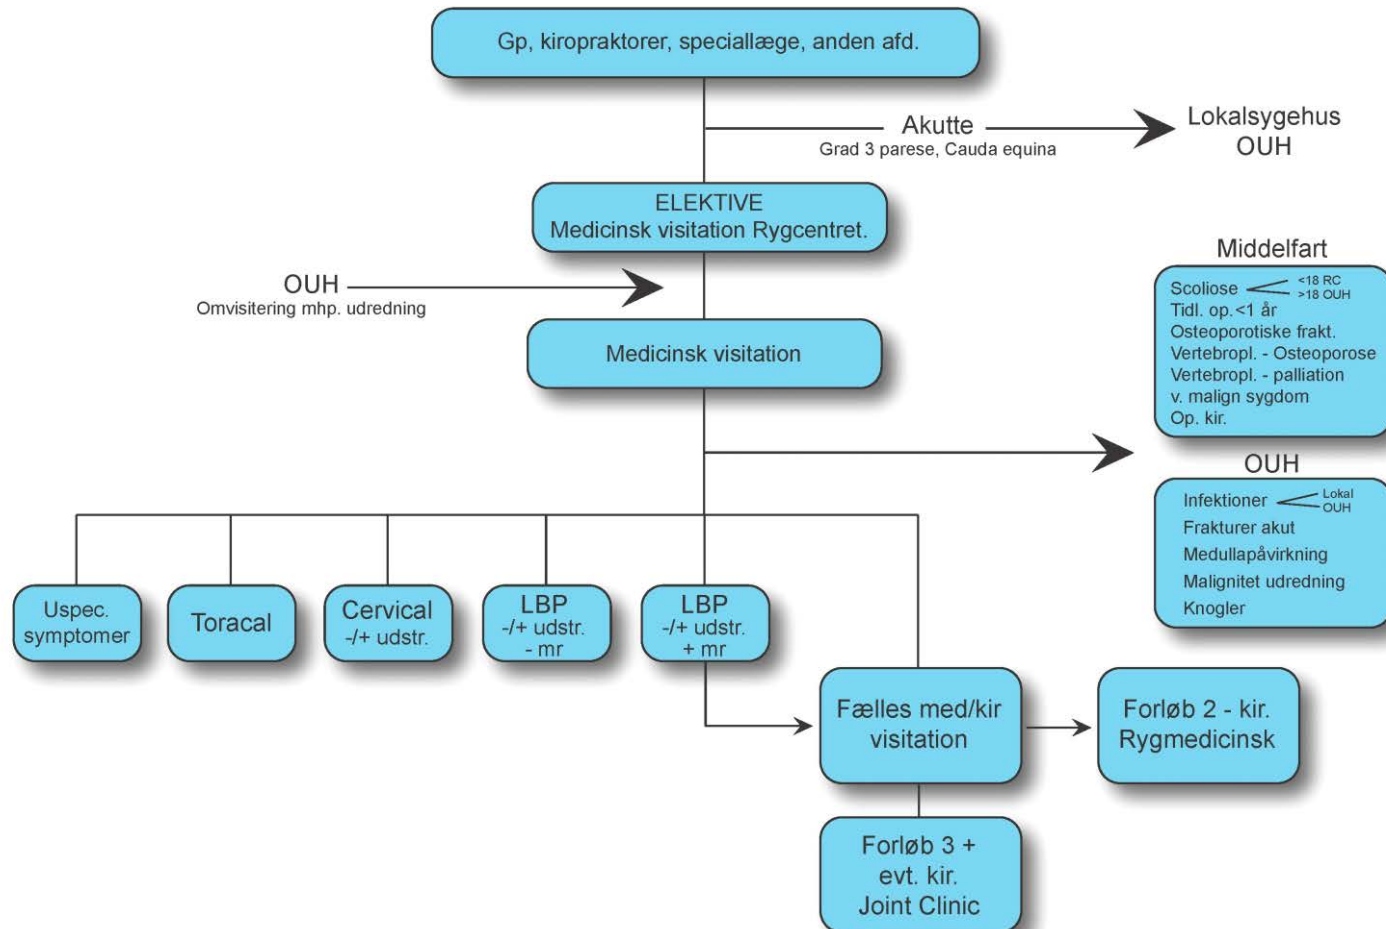 Gp, kiropraktorer, speciallæge, anden afd.
Akutte
Grad 3 parese, Cauda equina
Lokalsygehus
OUH
ELEKTIVE
Medicinsk visitation Rygcentret.
OUH
Omvisitering mhp. udredning
Medicinsk visitation
Middelfart
Scoliose <18 RC
>18 OUH
Tidl. op.<1 år
Osteoporotiske frakt.
Vertebropl. - Osteoporose
Vertebropl. - palliation
v. malign sygdom
Op. kir.
OUH
Infektioner Lokal
OUH
Frakturer akut
Medullapåvirkning
Malignitet udredning
Knogler
Uspec.
symptomer
Toracal
Cervical
-/+ udstr.
LBP
-/+ udstr.
- mr
LBP
-/+ udstr.
+ mr
Fælles med/kir
visitation
Forløb 2 - kir.
Rygmedicinsk
Forløb 3 +
evt. kir.
Joint Clinic